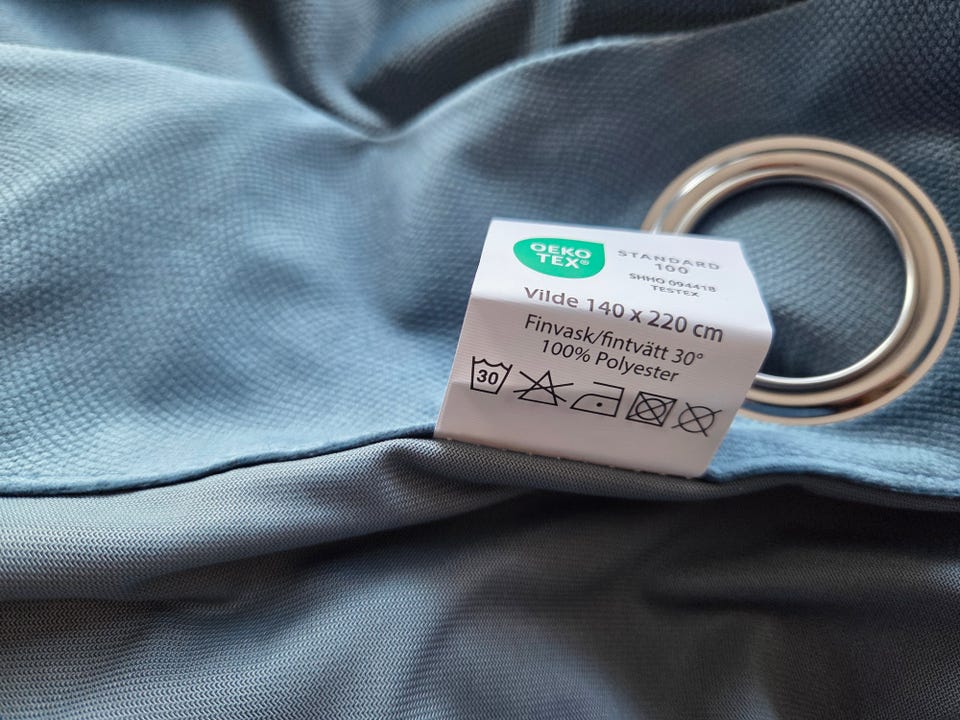 OEKO
TEX®
STANDARD
100
SHHO 094418
TESTEX
Vilde 140 x 220 cm
Finvask/fintvätt 30°
100% Polyester
30